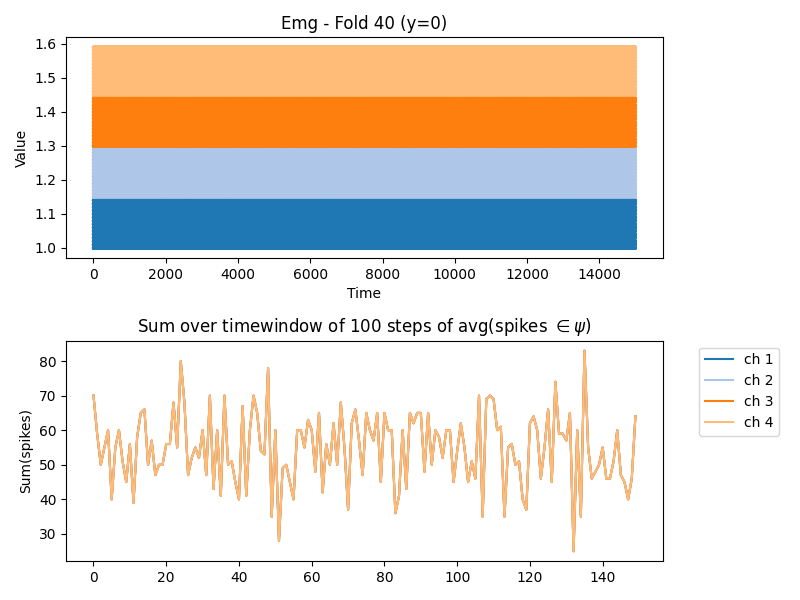 Emg - Fold 40 (y=0)
1.6
1.5
1.4
1.3
1.2
1.1
1.0
Value
0 2000 4000 6000 8000 10000 12000 14000
Time
Sum over timewindow of 100 steps of avg(spikes ∈ ψ)
80
70
60
50
40
30
Sum(spikes)
0 20 40 60 80 100 120 140
ch 1
ch 2
ch 3
ch 4